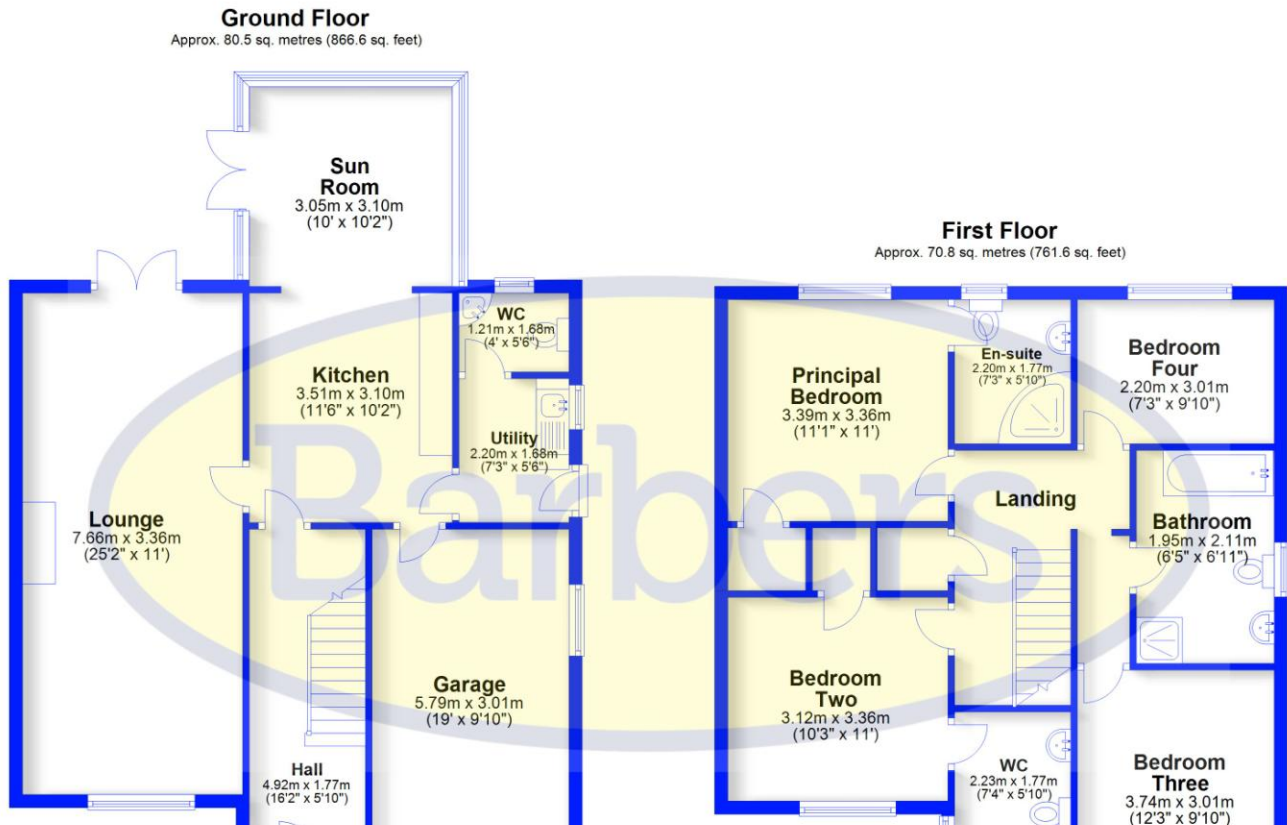 Ground Floor
Approx. 80.5 sq. metres (866.6 sq. feet)
Sun
Room
3.05m x 3.10m
(10' x 10'2")
WC
1.21m x 1.68m
(4' x 5'6")
Kitchen
3.51m x 3.10m
(11'6" x 10'2")
Utility
2.20m x 1.68m
(7'3" x 5'6")
Lounge
7.66m x 3.36m
(25'2" x 11')
Garage
5.79m x 3.01m
(19' x 9'10")
Hall
4.92m x 1.77m
(16'2" x 5'10")
First Floor
Approx. 70.8 sq. metres (761.6 sq. feet)
Principal
Bedroom
3.39m x 3.36m
(11'1" x 11')
En-suite
2.20m x 1.77m
(7'3" x 5'10")
Bedroom
Four
2.20m x 3.01m
(7'3" x 9'10")
Landing
Bathroom
1.95m x 2.11m
(6'5" x 6'11")
Bedroom
Two
3.12m x 3.36m
(10'3" x 11')
WC
2.23m x 1.77m
(7'4" x 5'10")
Bedroom
Three
3.74m x 3.01m
(12'3" x 9'10")
Barbers